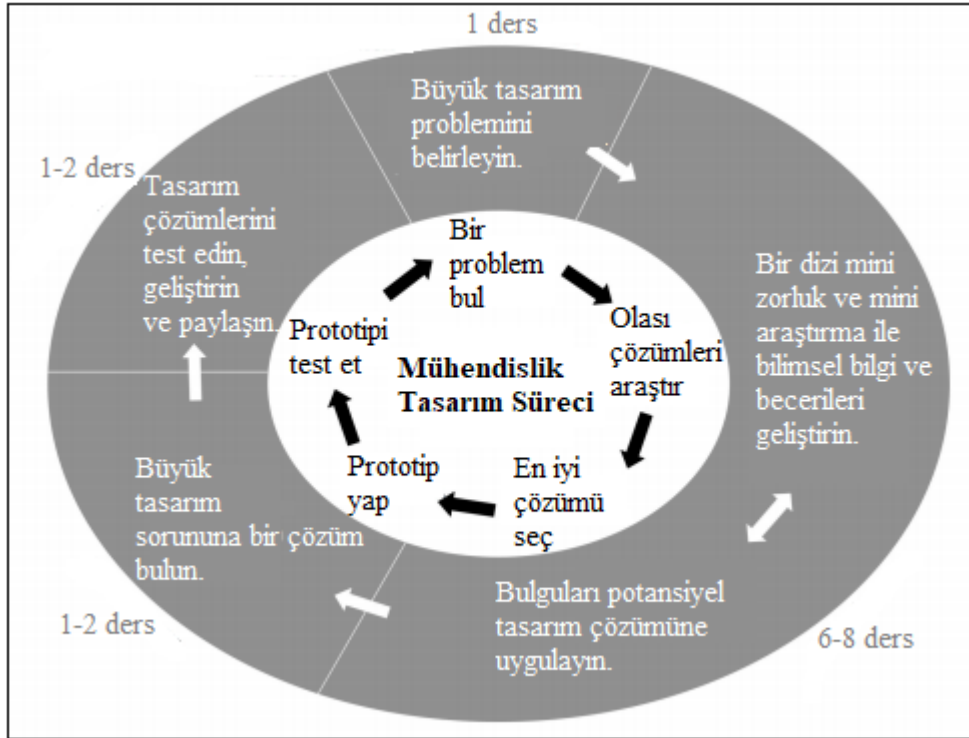 1 ders
Büyük tasarım
problemini
belirleyin.
1-2 ders
Tasarım
çözümlerini
test edin,
geliştirin
ve paylaşın.
Bir dizi mini
zorluk ve mini
araştırma ile
bilimsel bilgi ve
becerileri
geliştirin.
6-8 ders
Bulguları potansiyel
tasarım çözümüne
uygulayın.
Büyük
tasarım
sorununa bir çözüm
bulun.
1-2 ders
Bir
problem
bul
Olası
çözümleri
araştır
En iyi
çözümü
seç
Prototip
yap
Prototipi
test et
Mühendislik
Tasarım Süreci